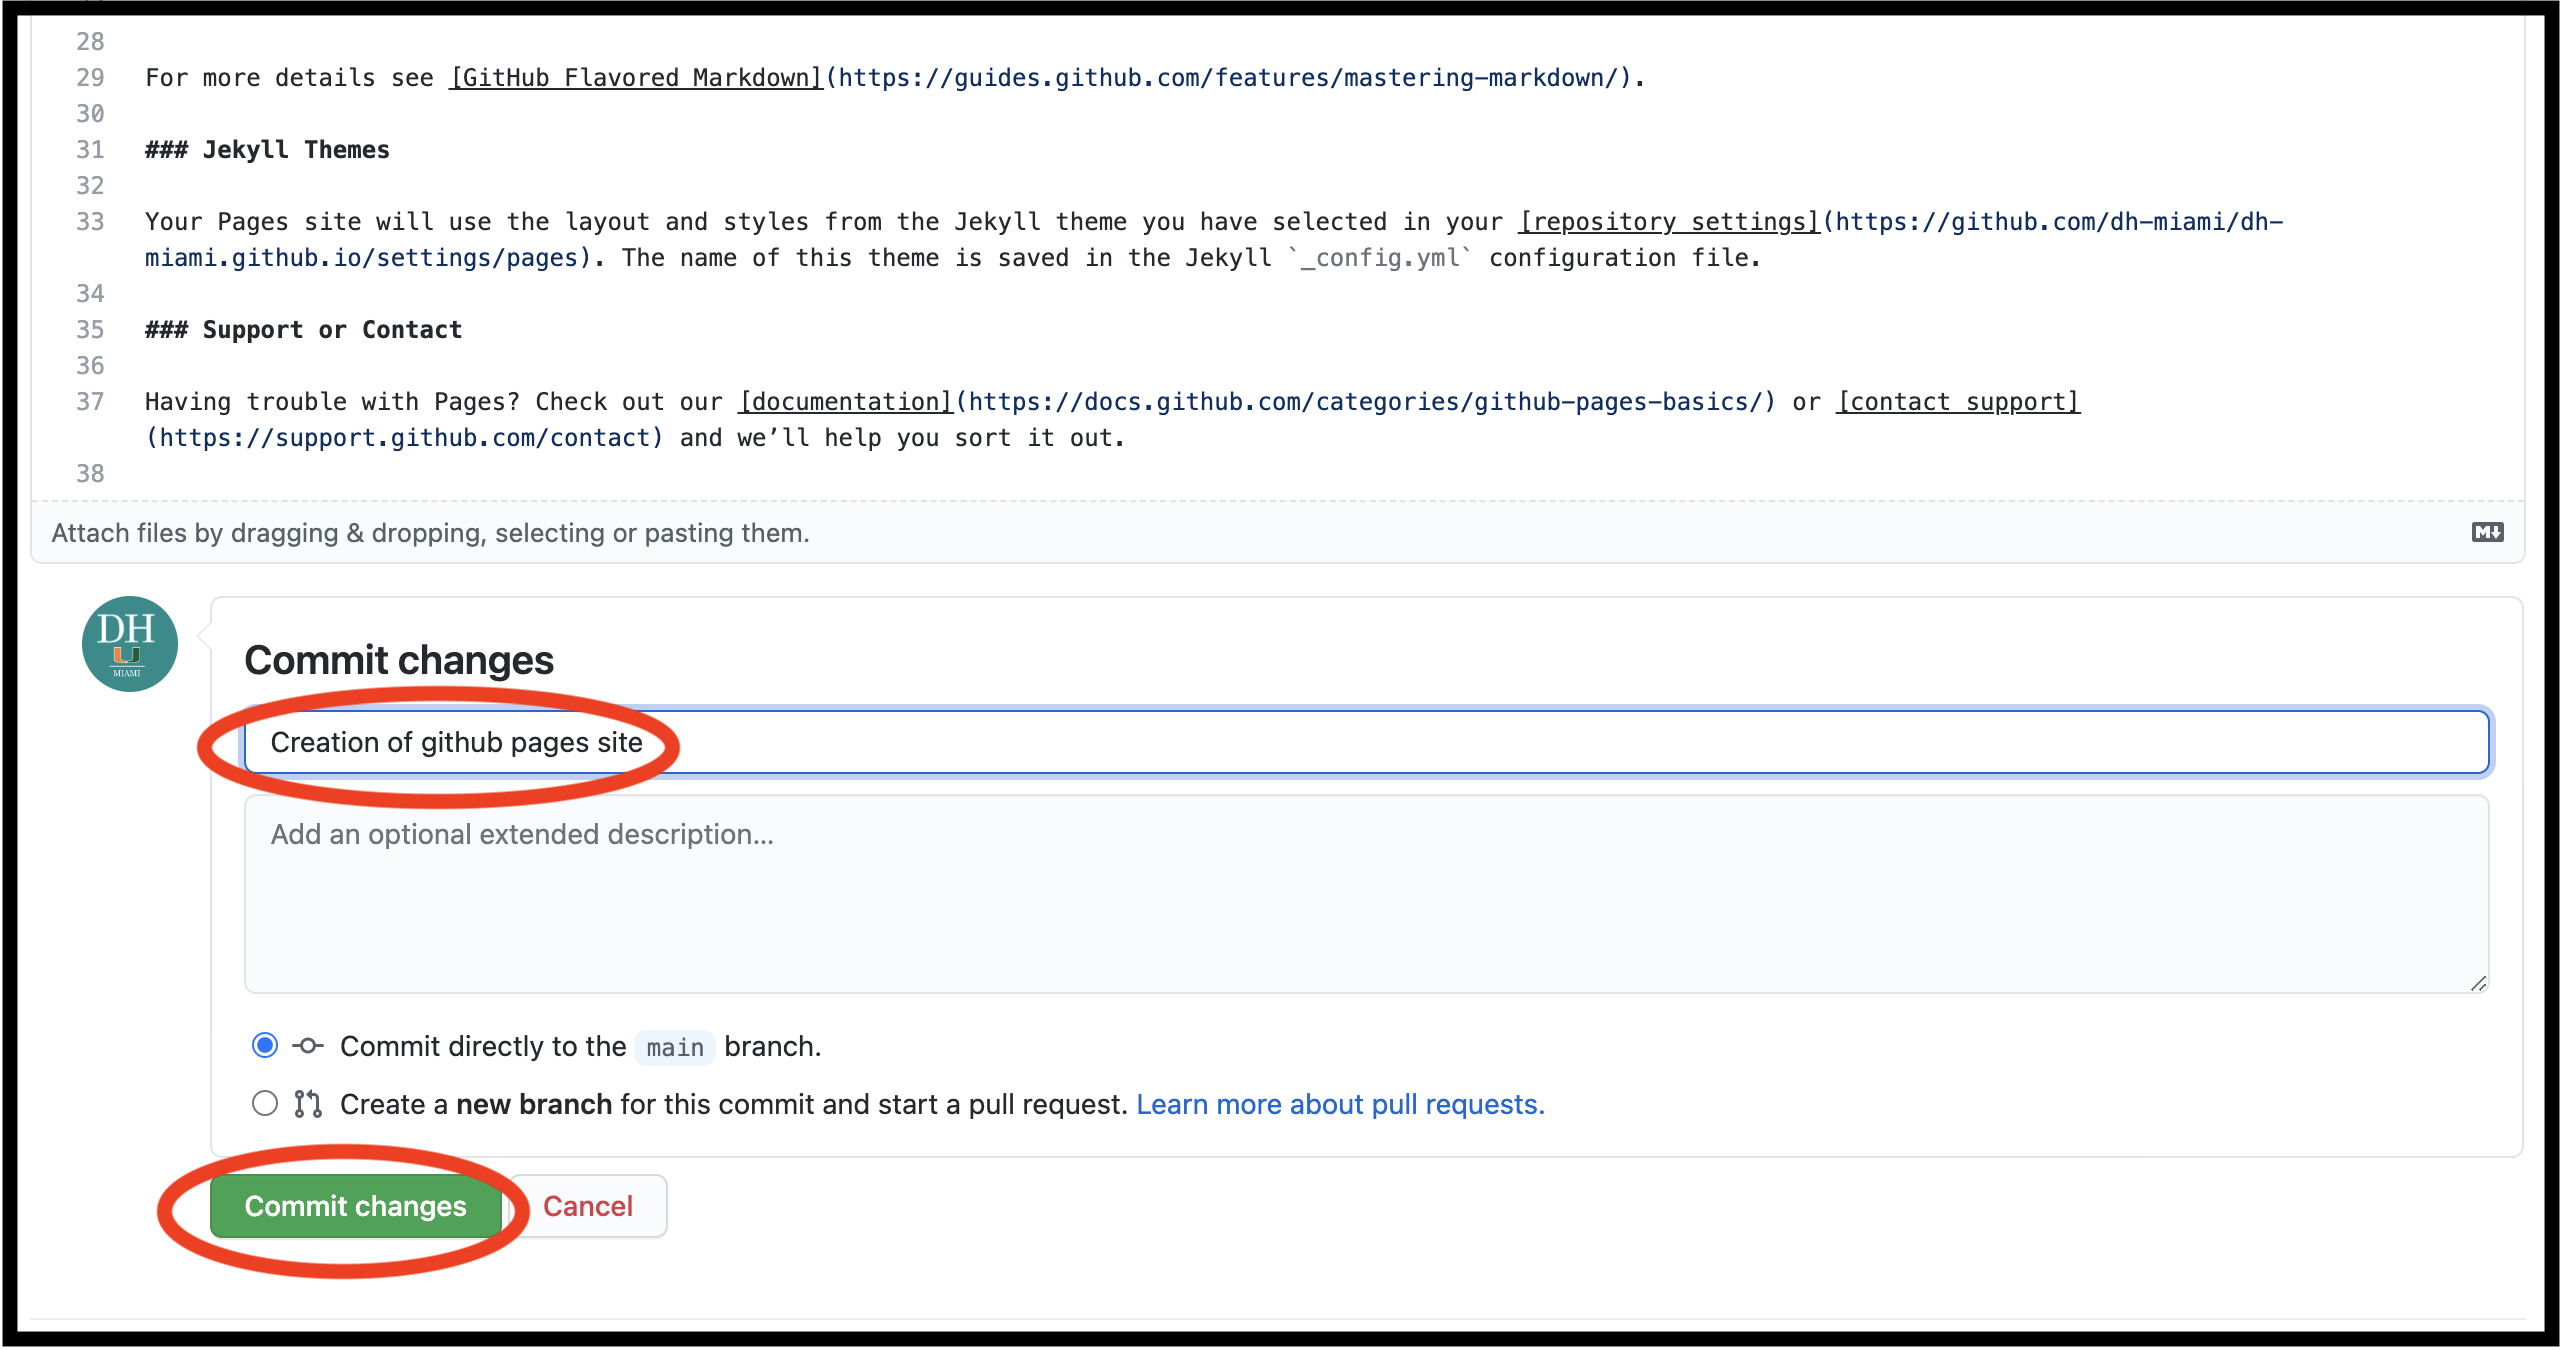 28
29 For more details see [GitHub Flavored Markdown](https://guides.github.com/features/mastering-markdown/).
30
31 ### Jekyll Themes
32
33 Your Pages site will use the layout and styles from the Jekyll theme you have selected in your [repository settings](https://github.com/dh-miami/dh-
miami.github.io/settings/pages). The name of this theme is saved in the Jekyll `_config.yml` configuration file.
34
35 ### Support or Contact
36
37 Having trouble with Pages? Check out our [documentation](https://docs.github.com/categories/github-pages-basics/) or [contact support]
(https://support.github.com/contact) and we’ll help you sort it out.
38
Attach files by dragging & dropping, selecting or pasting them.
M
DH
U
MIAMI
Commit changes
Creation of github pages site
Add an optional extended description...
Commit directly to the main branch.
Create a new branch for this commit and start a pull request. Learn more about pull requests.
Commit changes Cancel